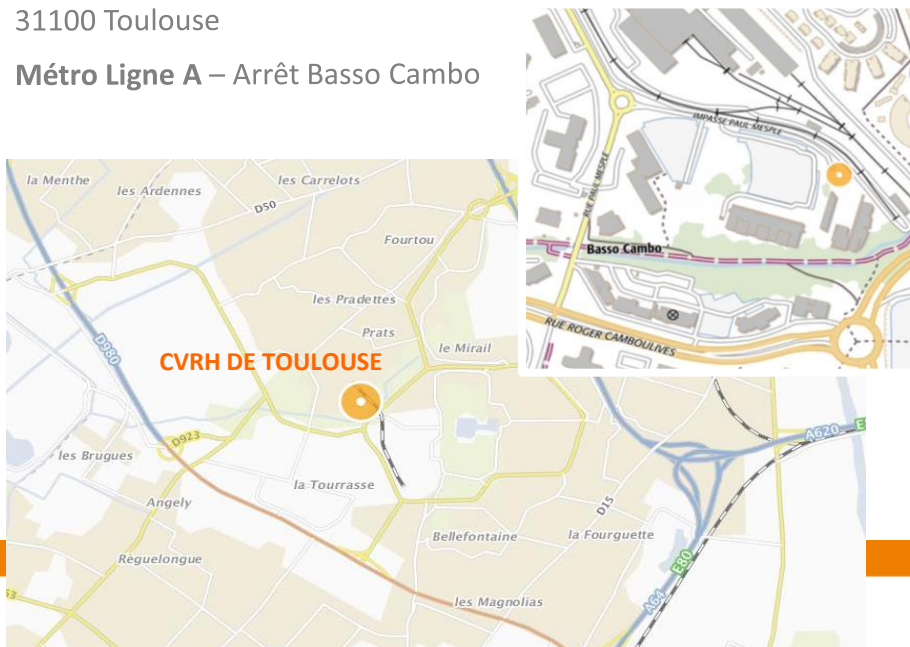 31100 Toulouse
Métro Ligne A – Arrêt Basso Cambo
IMPASSE PAUL MESPLE
RUE PAUL MESPLE
Basso Cambo
RUE ROGER CAMBOULIVES
la Menthe
les Ardennes
les Carrelots
D50
Fourtou
les Pradettes
Prats
le Mirail
D980
CVRH DE TOULOUSE
D923
A620
les Brugues
la Tourrasse
Angely
D15
Bellefontaine
la Fourguette
Règuelongue
E80
les Magnolias
A64